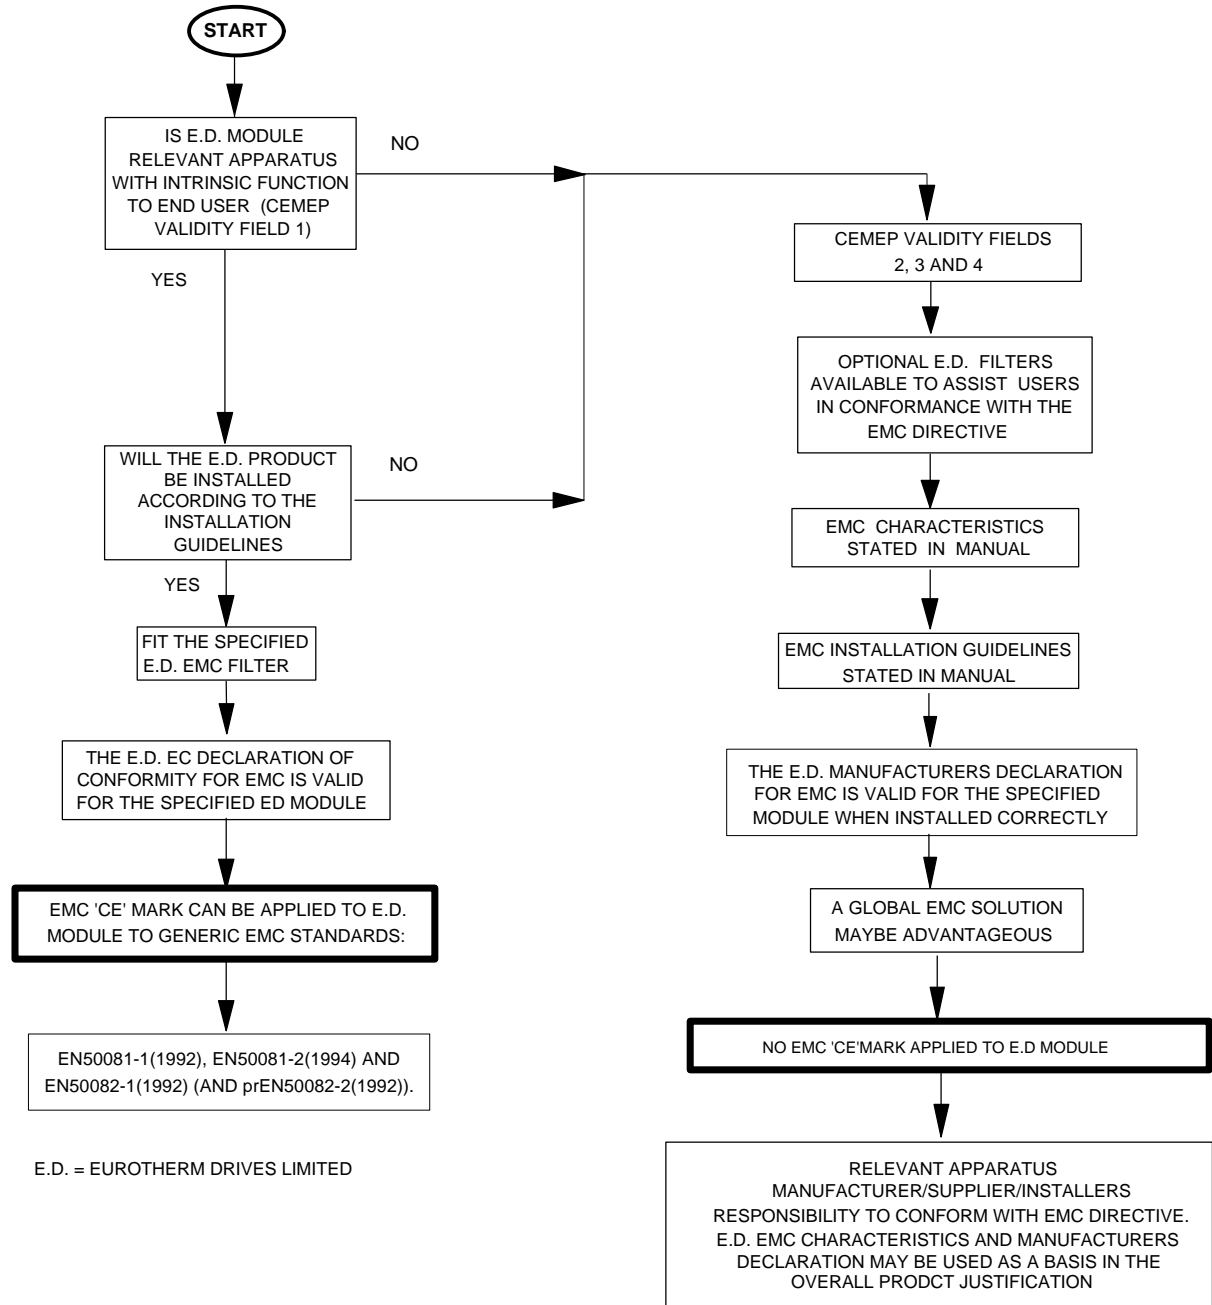 START
IS E.D. MODULE
RELEVANT APPARATUS
WITH INTRINSIC FUNCTION
TO END USER (CEMEP
VALIDITY FIELD 1)
NO
YES
WILL THE E.D. PRODUCT
BE INSTALLED
ACCORDING TO THE
INSTALLATION
GUIDELINES
NO
YES
FIT THE SPECIFIED
E.D. EMC FILTER
THE E.D. EC DECLARATION OF
CONFORMITY FOR EMC IS VALID
FOR THE SPECIFIED ED MODULE
EMC 'CE' MARK CAN BE APPLIED TO E.D.
MODULE TO GENERIC EMC STANDARDS:
EN50081-1(1992), EN50081-2(1994) AND
EN50082-1(1992) (AND prEN50082-2(1992)).
E.D. = EUROTHERM DRIVES LIMITED
CEMEP VALIDITY FIELDS
2, 3 AND 4
OPTIONAL E.D. FILTERS
AVAILABLE TO ASSIST USERS
IN CONFORMANCE WITH THE
EMC DIRECTIVE
EMC CHARACTERISTICS
STATED IN MANUAL
EMC INSTALLATION GUIDELINES
STATED IN MANUAL
THE E.D. MANUFACTURERS DECLARATION
FOR EMC IS VALID FOR THE SPECIFIED
MODULE WHEN INSTALLED CORRECTLY
A GLOBAL EMC SOLUTION
MAYBE ADVANTAGEOUS
NO EMC 'CE'MARK APPLIED TO E.D MODULE
RELEVANT APPARATUS
MANUFACTURER/SUPPLIER/INSTALLERS
RESPONSIBILITY TO CONFORM WITH EMC DIRECTIVE.
E.D. EMC CHARACTERISTICS AND MANUFACTURERS
DECLARATION MAY BE USED AS A BASIS IN THE
OVERALL PRODCT JUSTIFICATION